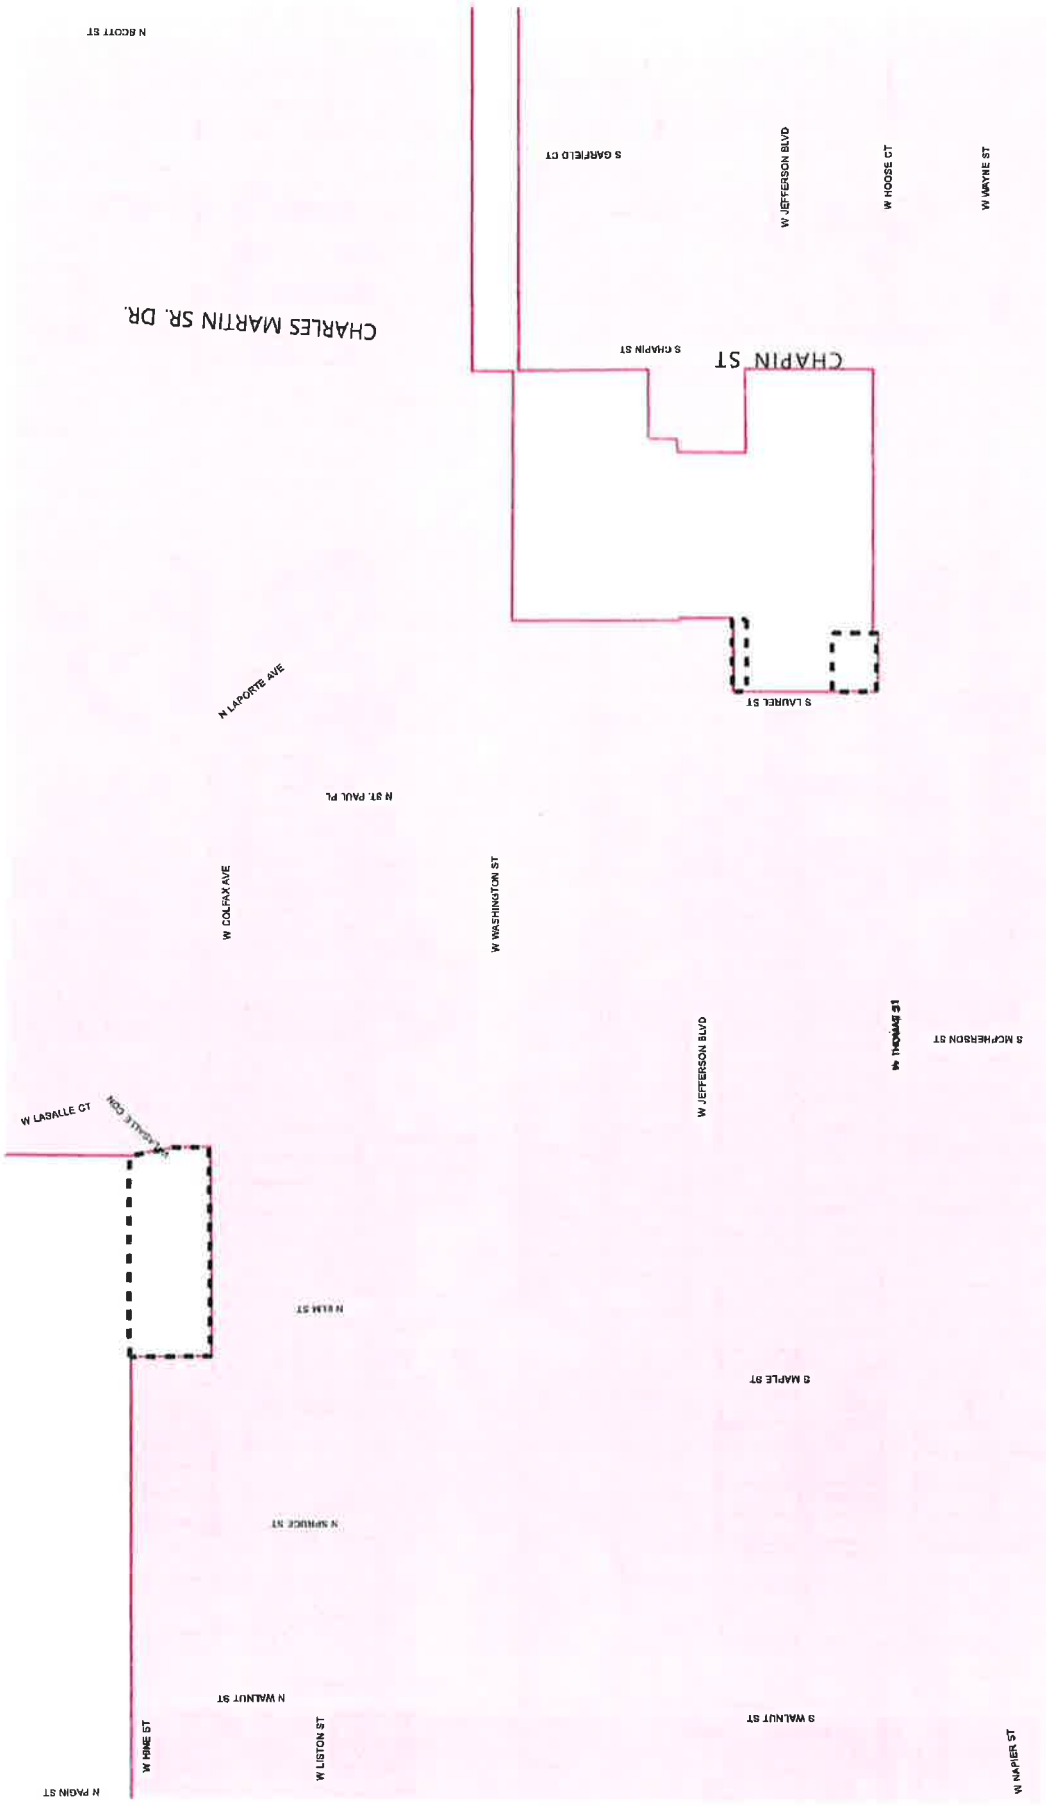 N SCOTT ST
S GARFIELD CT
W JEFFERSON BLVD
W HOOSE CT
W WAYNE ST
CHARLES MARTIN SR. DR.
S CHAPIN ST
CHAPIN ST
N LAPORTE AVE
S LAUREL ST
N ST. PAUL PL
W COLFAX AVE
W WASHINGTON ST
W JEFFERSON BLVD
W THOMAS ST
S MCPHERSON ST
W LASALLE CT
W LASALLE CON
N ELM ST
S MAPLE ST
N SPRUCE ST
N WALNUT ST
S WALNUT ST
W LISTON ST
W NAPIER ST
N PAGIN ST